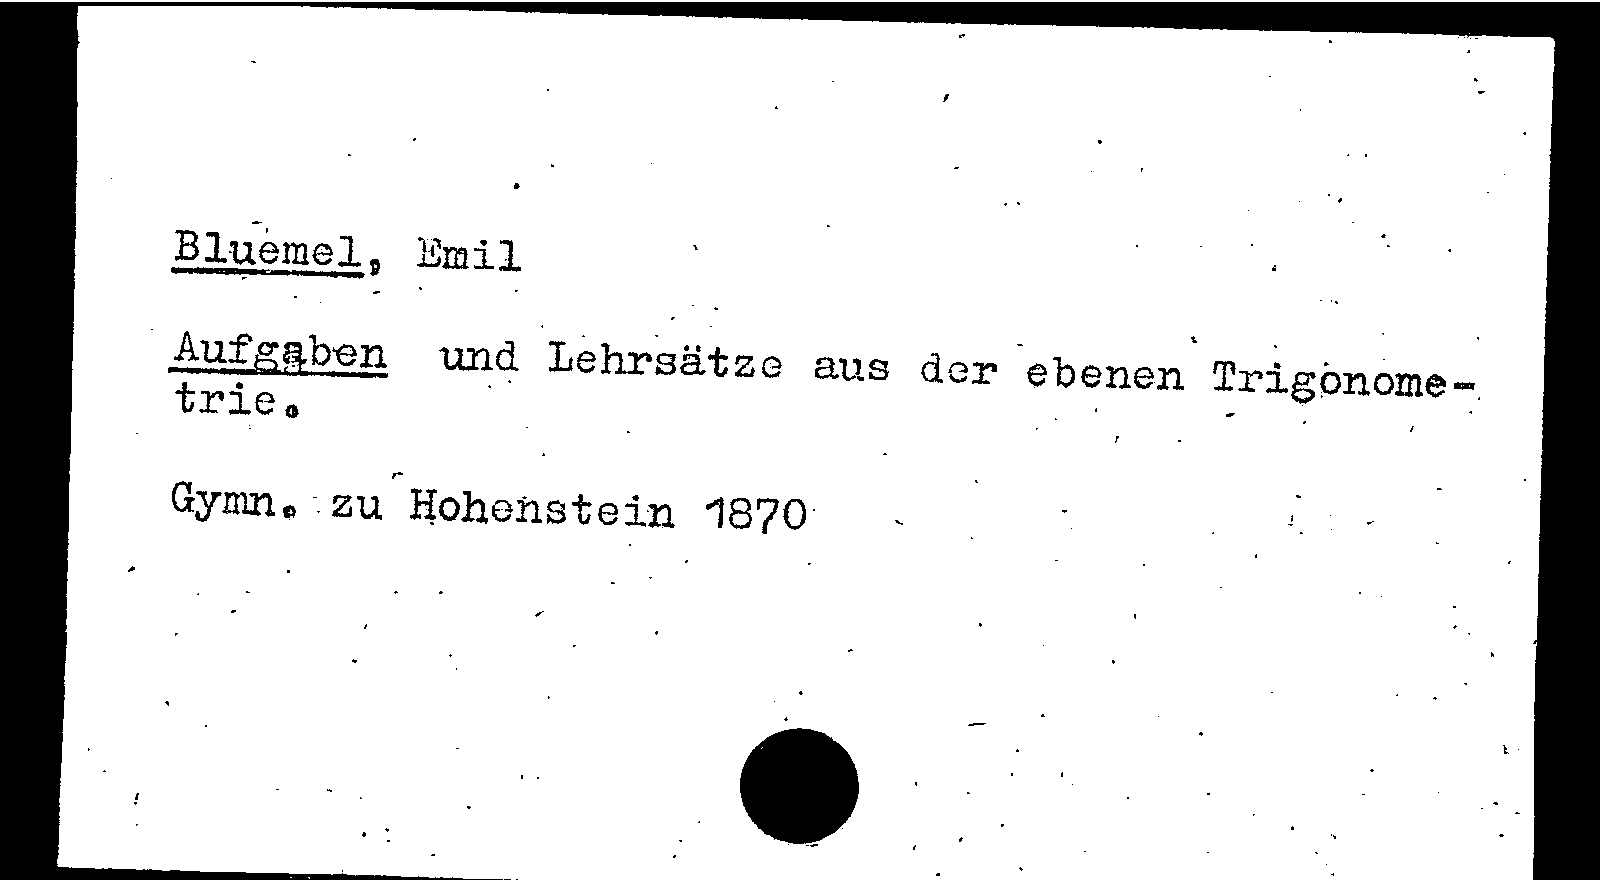 Bluemel, Emil
Aufgaben und Lehrsätze aus der ebenen Trigonome-
trie.
Gymn. zu Hohenstein 1870